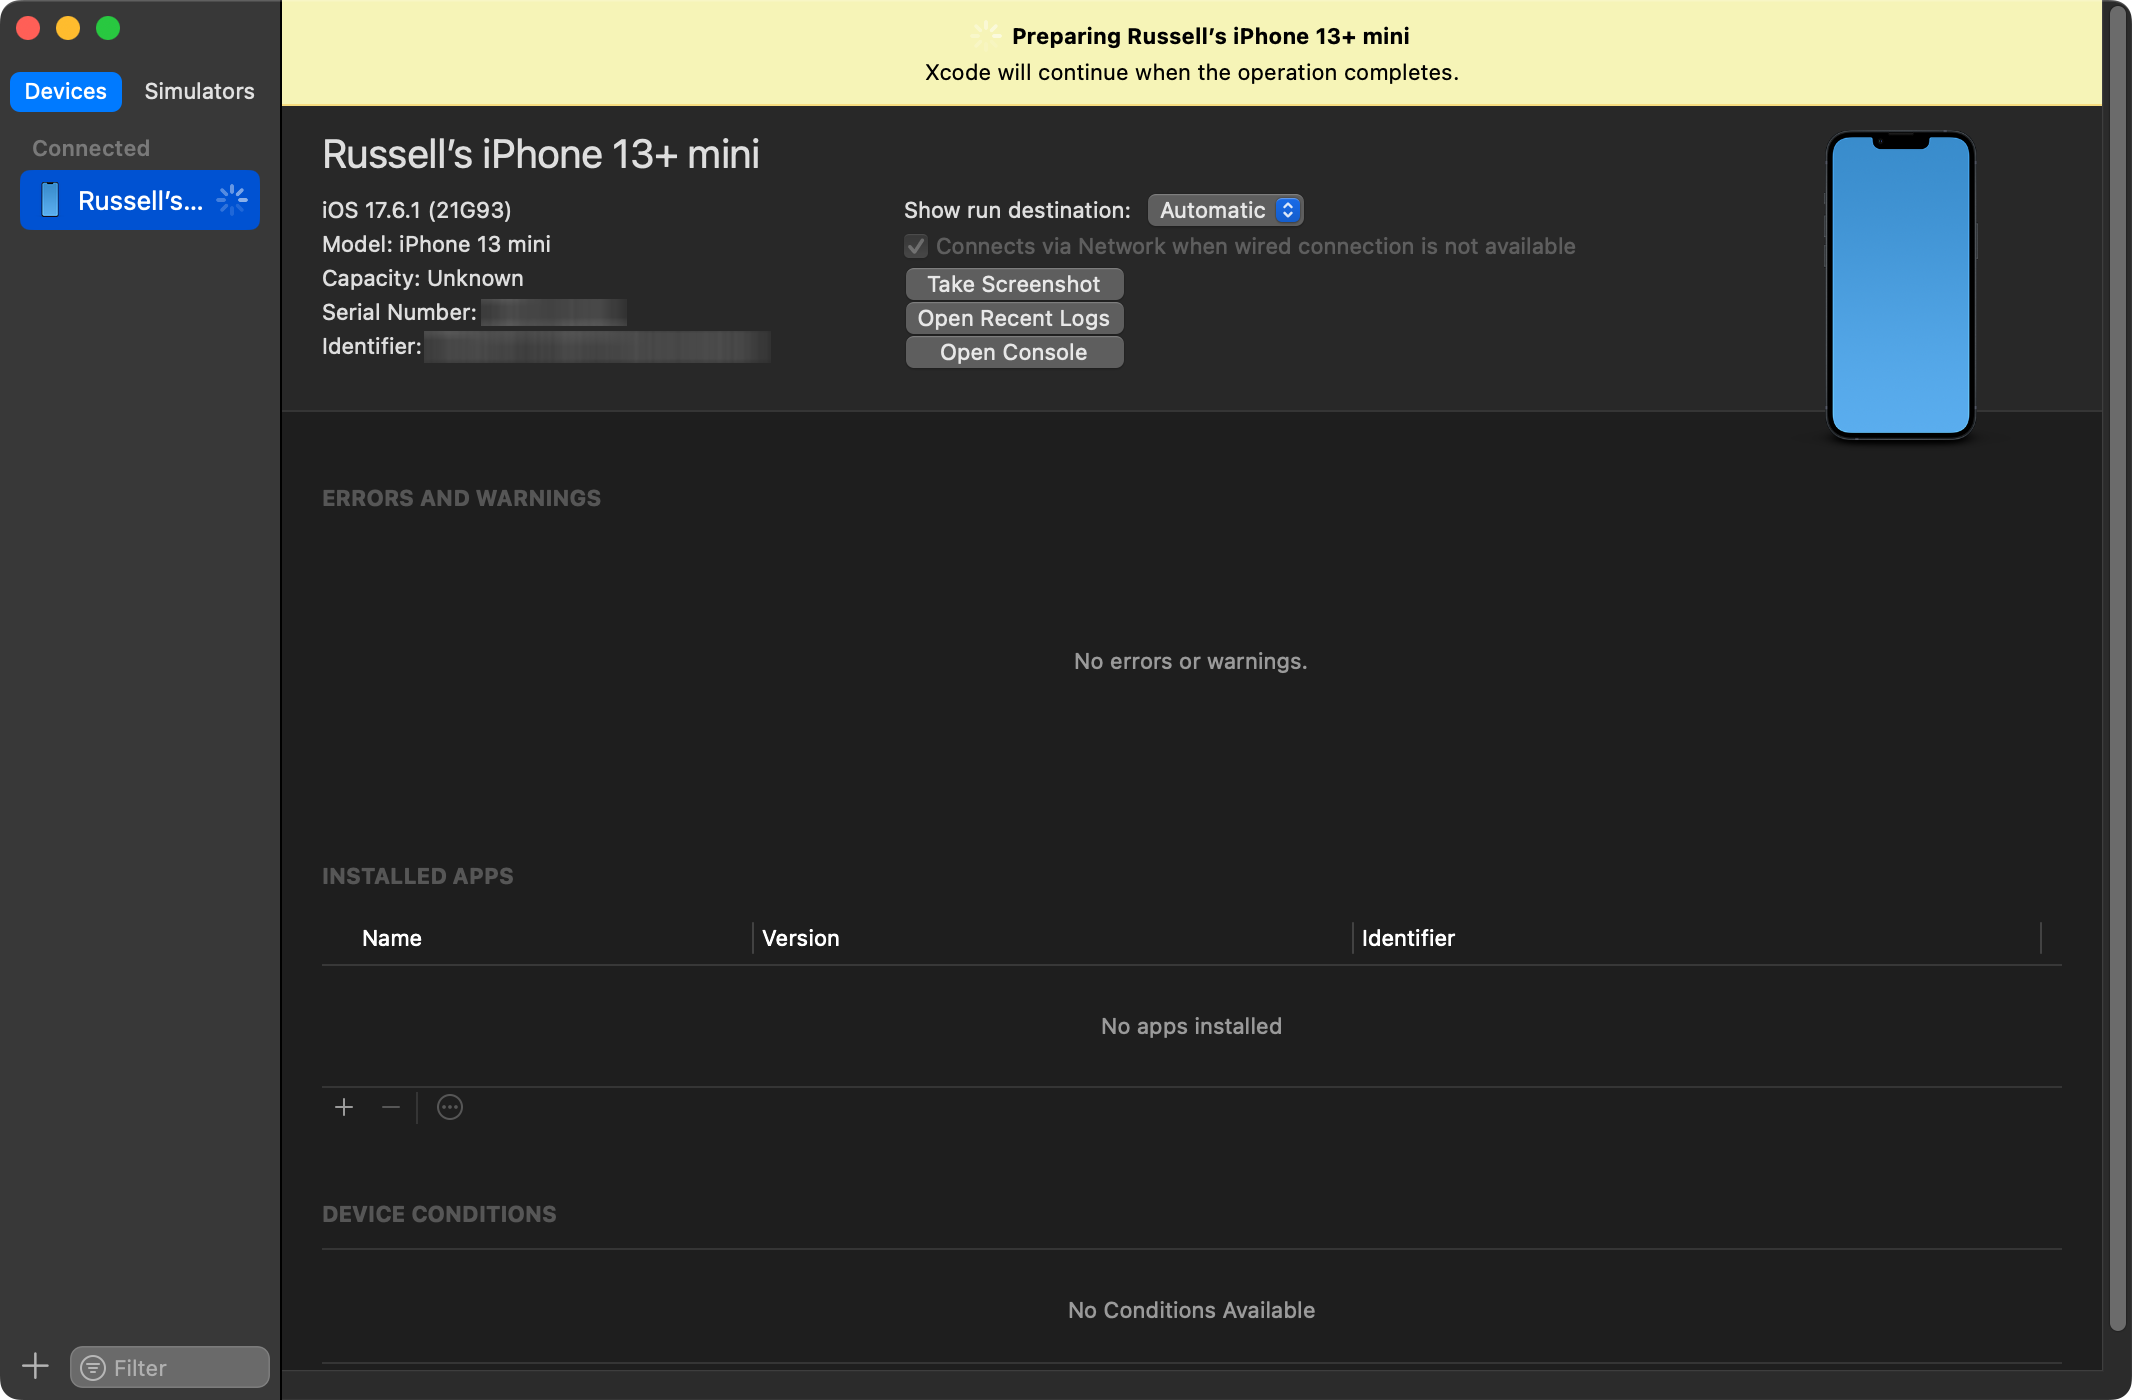 Preparing Russell’s iPhone 13+ mini
Xcode will continue when the operation completes.
Devices
Simulators
Connected
Russell’s...
Russell’s iPhone 13+ mini
iOS 17.6.1 (21G93)
Model: iPhone 13 mini
Capacity: Unknown
Serial Number:
Identifier:
Show run destination: Automatic
Connects via Network when wired connection is not available
Take Screenshot
Open Recent Logs
Open Console
ERRORS AND WARNINGS
No errors or warnings.
INSTALLED APPS
Name Version Identifier
No apps installed
DEVICE CONDITIONS
No Conditions Available
Filter